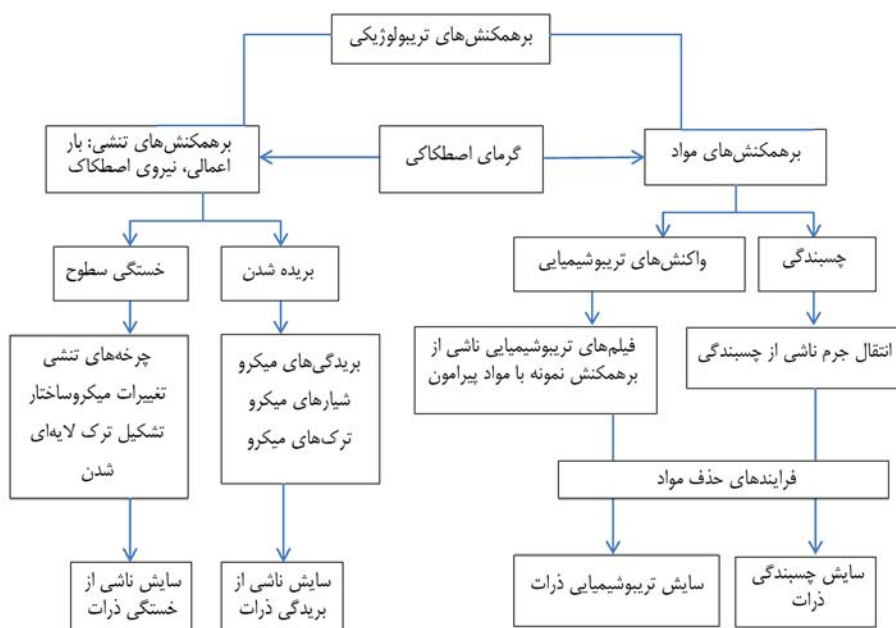 برهمکنش‌های تریبولوژیکی
برهمکنش‌های مواد
گرمای اصطکاکی
برهمکنش‌های تنشی: بار
اعمالی، نیروی اصطکاک
چسبندگی
واکنش‌های تریبوشیمیایی
بریده شدن
خستگی سطوح
انتقال جرم ناشی از چسبندگی
فیلم‌های تریبوشیمیایی ناشی از
برهمکنش نمونه با مواد پیرامون
بریدگی‌های میکرو
شیارهای میکرو
ترک‌های میکرو
چرخه‌های تنشی
تغییرات میکروساختار
تشکیل ترک لایه‌ای
شدن
فرایندهای حذف مواد
سایش چسبندگی
ذرات
سایش تریبوشیمیایی ذرات
سایش ناشی از
بریدگی ذرات
سایش ناشی از
خستگی ذرات